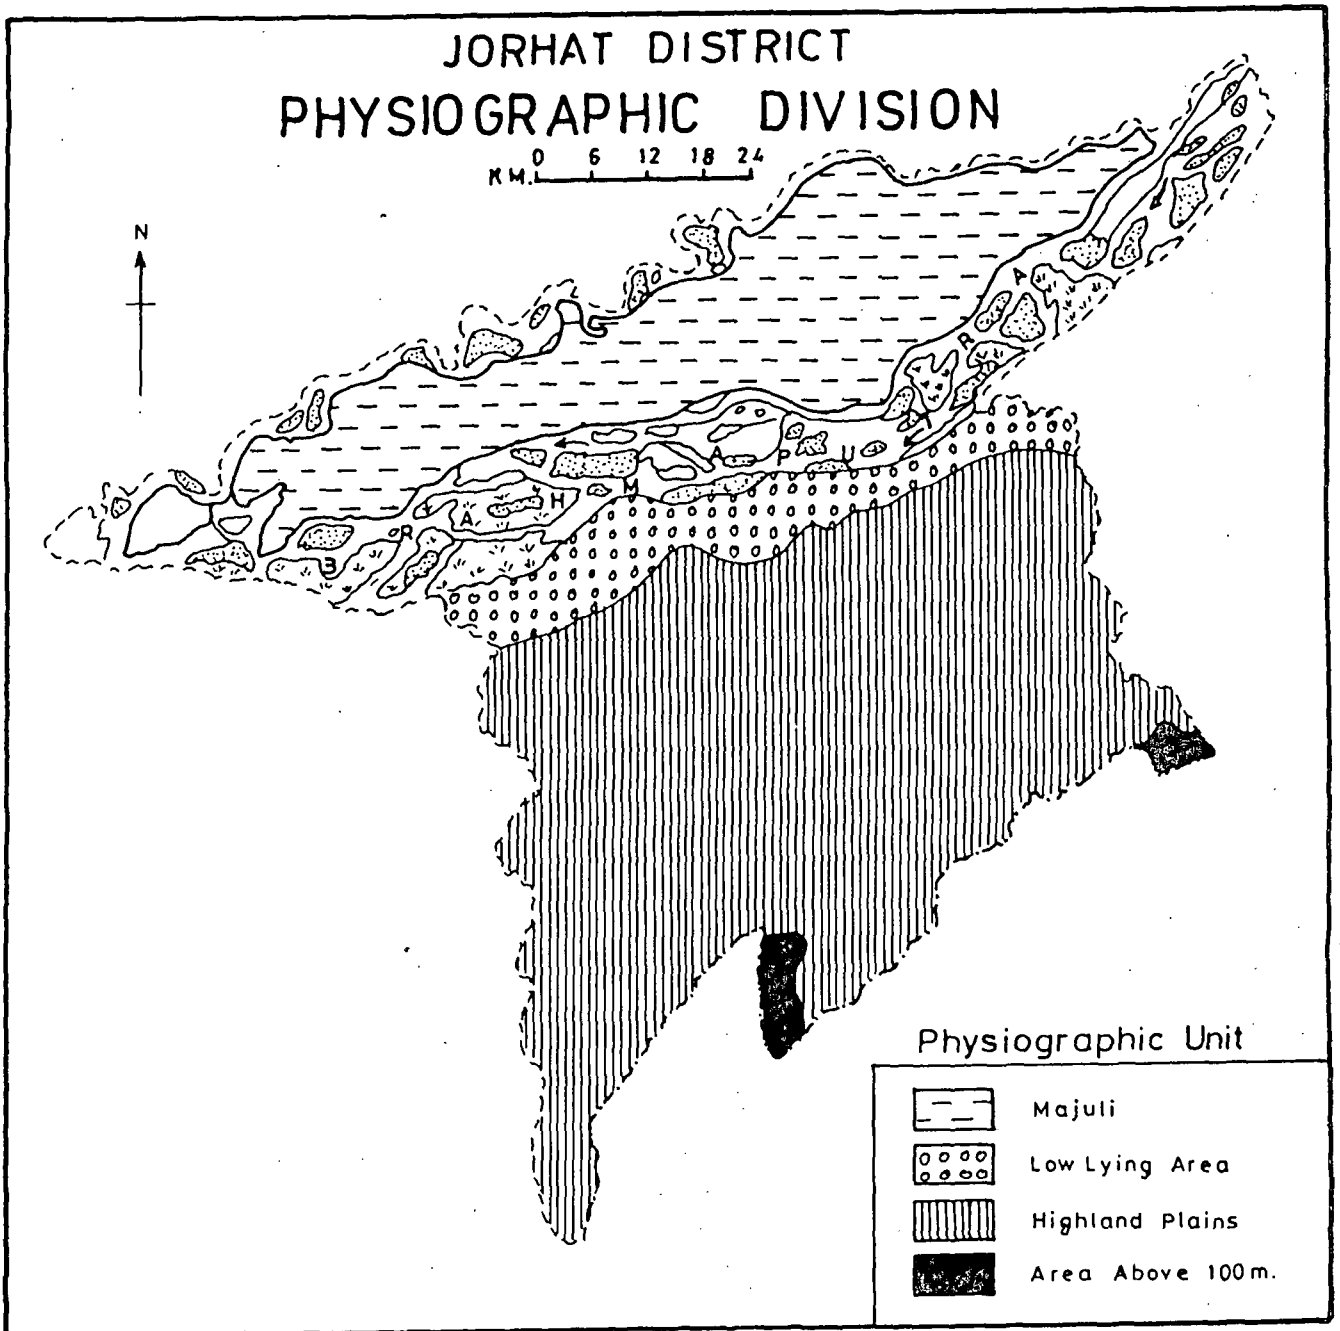 JORHAT DISTRICT
PHYSIOGRAPHIC DIVISION
0 6 12 18 24
KM.
N
BRAHMAPUTRA
Physiographic Unit
Majuli
Low Lying Area
Highland Plains
Area Above 100m.